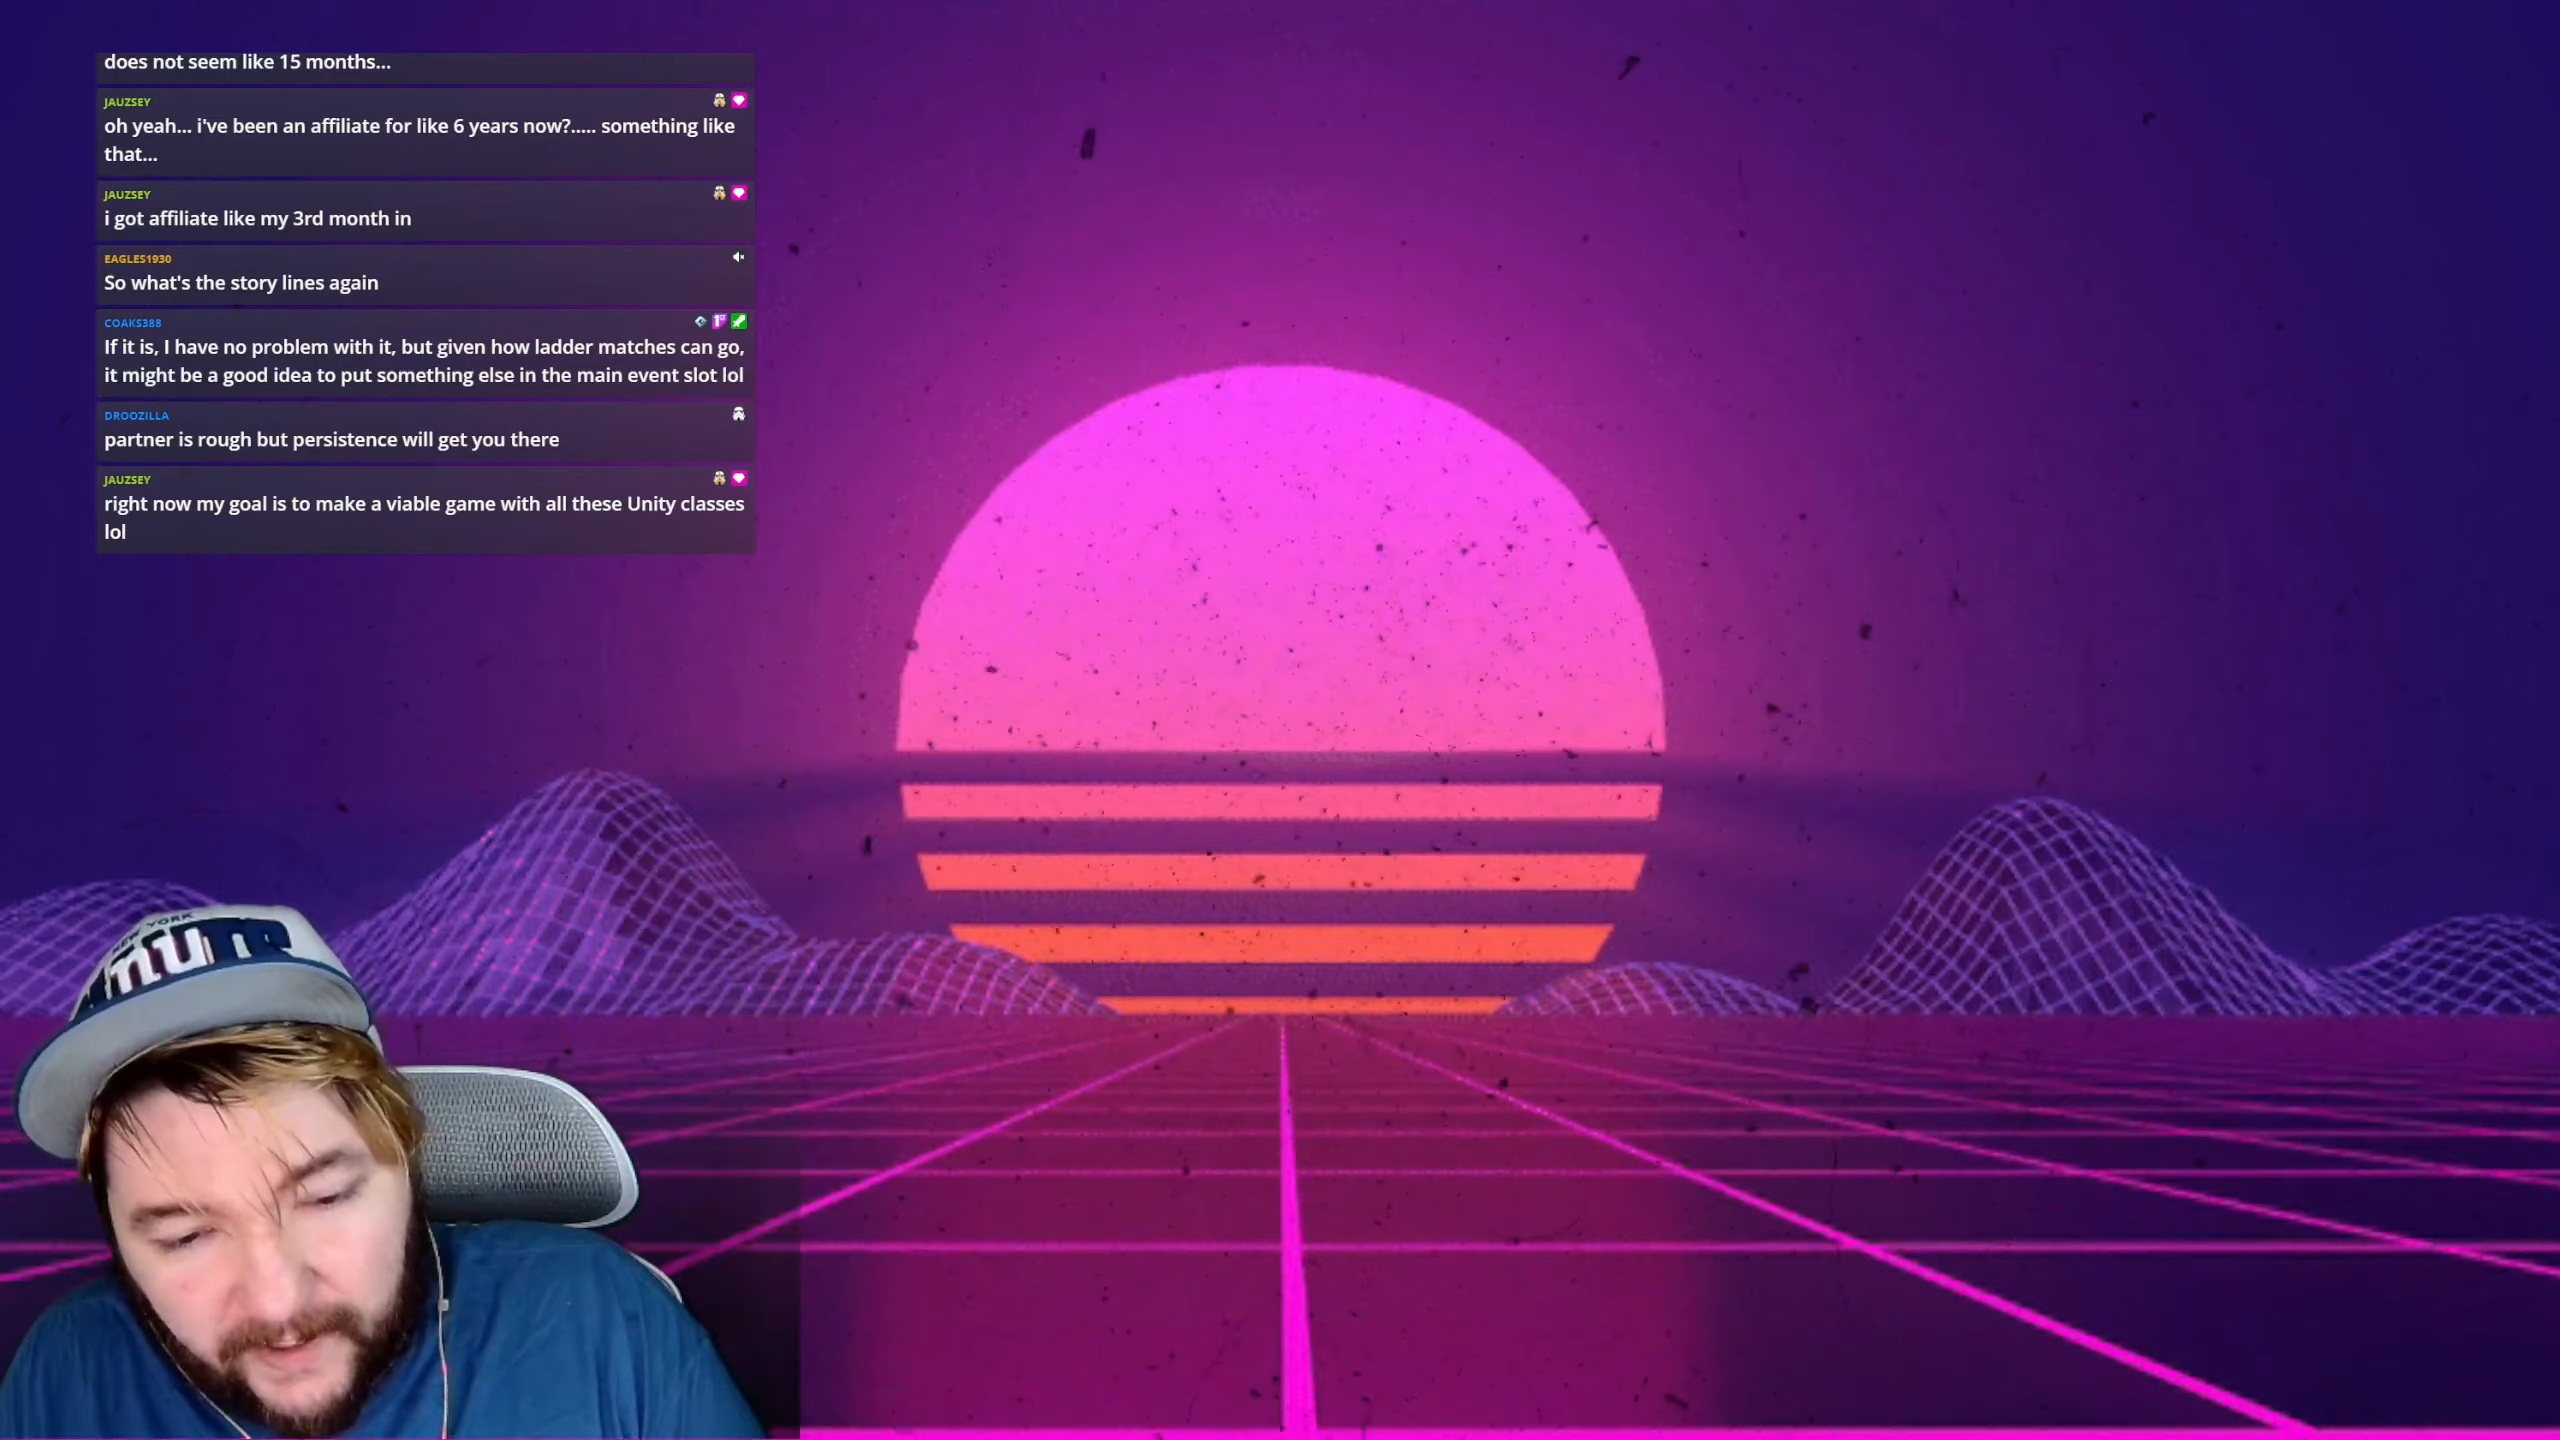 does not seem like 15 months...
JAUZSEY
oh yeah... i've been an affiliate for like 6 years now?..... something like
that...
JAUZSEY
i got affiliate like my 3rd month in
EAGLES1930
So what's the story lines again
COAKS388
If it is, I have no problem with it, but given how ladder matches can go,
it might be a good idea to put something else in the main event slot lol
DROOZILLA
partner is rough but persistence will get you there
JAUZSEY
right now my goal is to make a viable game with all these Unity classes
lol
NEW YORK